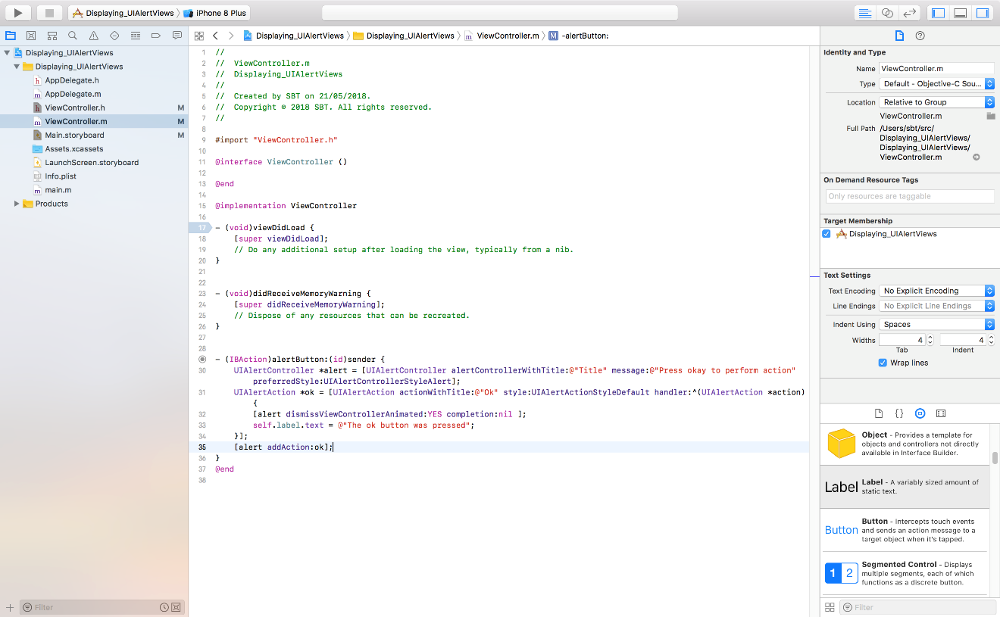 Displaying_UIAlertViews
iPhone 8 Plus
Displaying_UIAlertViews
Displaying_UIAlertViews
ViewController.m
M
-alertButton:
Displaying_UIAlertViews
Displaying_UIAlertViews
h AppDelegate.h
m AppDelegate.m
h ViewController.h M
m ViewController.m M
Main.storyboard M
Assets.xcassets
LaunchScreen.storyboard
Info.plist
m main.m
Products
Filter
1 //
2 //  ViewController.m
3 //  Displaying_UIAlertViews
4 //
5 //  Created by SBT on 21/05/2018.
6 //  Copyright © 2018 SBT. All rights reserved.
7 //
8
9 #import "ViewController.h"
10
11 @interface ViewController ()
12
13 @end
14
15 @implementation ViewController
16
17 - (void)viewDidLoad {
18     [super viewDidLoad];
19     // Do any additional setup after loading the view, typically from a nib.
20 }
21
22
23 - (void)didReceiveMemoryWarning {
24     [super didReceiveMemoryWarning];
25     // Dispose of any resources that can be recreated.
26 }
27
28
- (IBAction)alertButton:(id)sender {
30     UIAlertController *alert = [UIAlertController alertControllerWithTitle:@"Title" message:@"Press okay to perform action"
preferredStyle:UIAlertControllerStyleAlert];
31     UIAlertAction *ok = [UIAlertAction actionWithTitle:@"Ok" style:UIAlertActionStyleDefault handler:^(UIAlertAction *action)
{
32         [alert dismissViewControllerAnimated:YES completion:nil ];
33         self.label.text = @"The ok button was pressed";
34     }];
35     [alert addAction:ok];
36 }
37 @end
38
Identity and Type
Name ViewController.m
Type Default - Objective-C Sou...
Location Relative to Group
ViewController.m
Full Path /Users/sbt/src/
Displaying_UIAlertViews/
Displaying_UIAlertViews/
ViewController.m
On Demand Resource Tags
Only resources are taggable
Target Membership
Displaying_UIAlertViews
Text Settings
Text Encoding No Explicit Encoding
Line Endings No Explicit Line Endings
Indent Using Spaces
Widths 4 4
Tab Indent
Wrap lines
{}
Object - Provides a template for
objects and controllers not directly
available in Interface Builder.
Label
Label - A variably sized amount of
static text.
Button
Button - Intercepts touch events
and sends an action message to a
target object when it's tapped.
1 2
Segmented Control - Displays
multiple segments, each of which
functions as a discrete button.
Filter